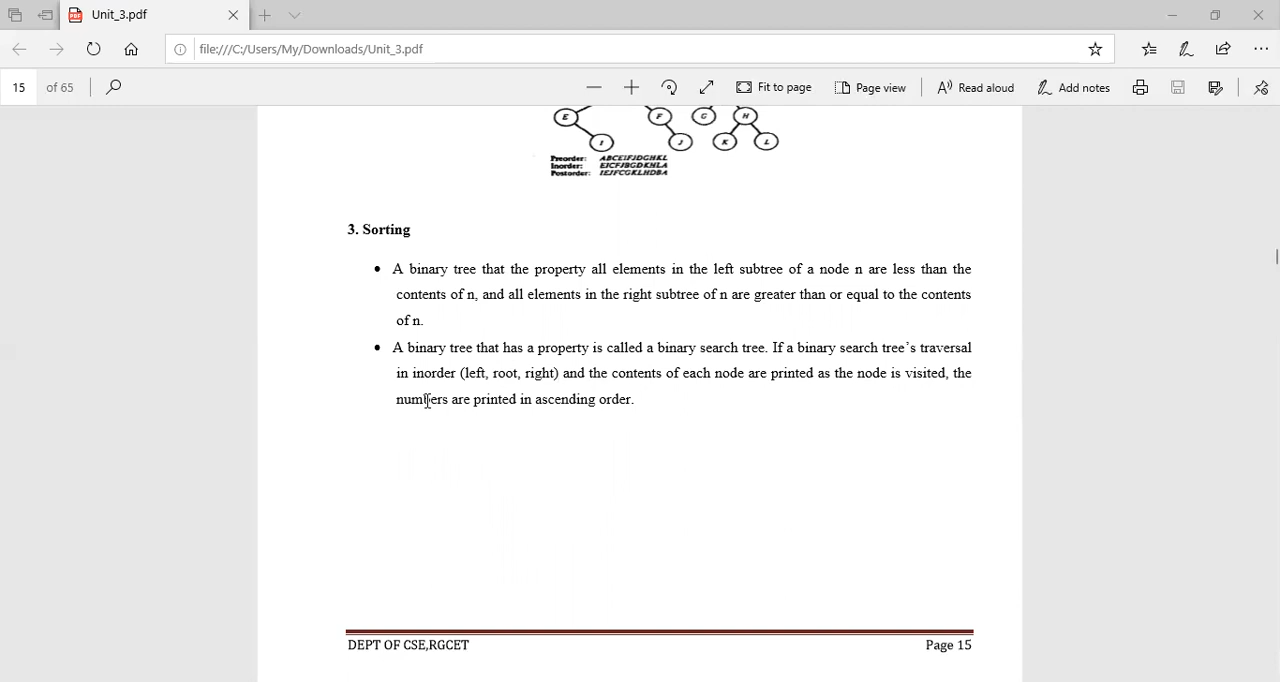 Unit_3.pdf
file:///C:/Users/My/Downloads/Unit_3.pdf
15 of 65
Fit to page
Page view
Read aloud
Add notes
E F G H
I J K L
Preorder: ABCEIFJDGHKL
Inorder: EICFJBGDKHLA
Postorder: IEJFCGKLHDBA
3. Sorting
• A binary tree that the property all elements in the left subtree of a node n are less than the
contents of n, and all elements in the right subtree of n are greater than or equal to the contents
of n.
• A binary tree that has a property is called a binary search tree. If a binary search tree’s traversal
in inorder (left, root, right) and the contents of each node are printed as the node is visited, the
numbers are printed in ascending order.
DEPT OF CSE,RGCET Page 15